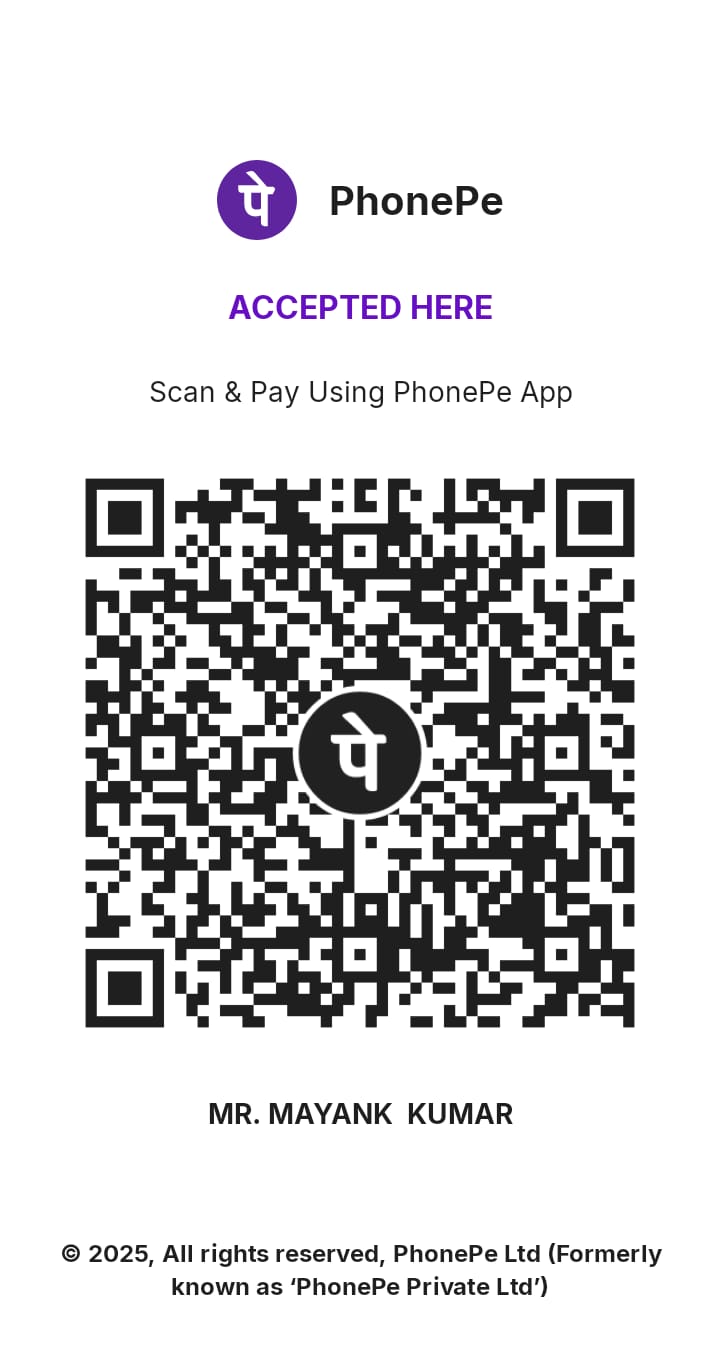 पे PhonePe
ACCEPTED HERE
Scan & Pay Using PhonePe App
पे
MR. MAYANK KUMAR
© 2025, All rights reserved, PhonePe Ltd (Formerly
known as ‘PhonePe Private Ltd’)